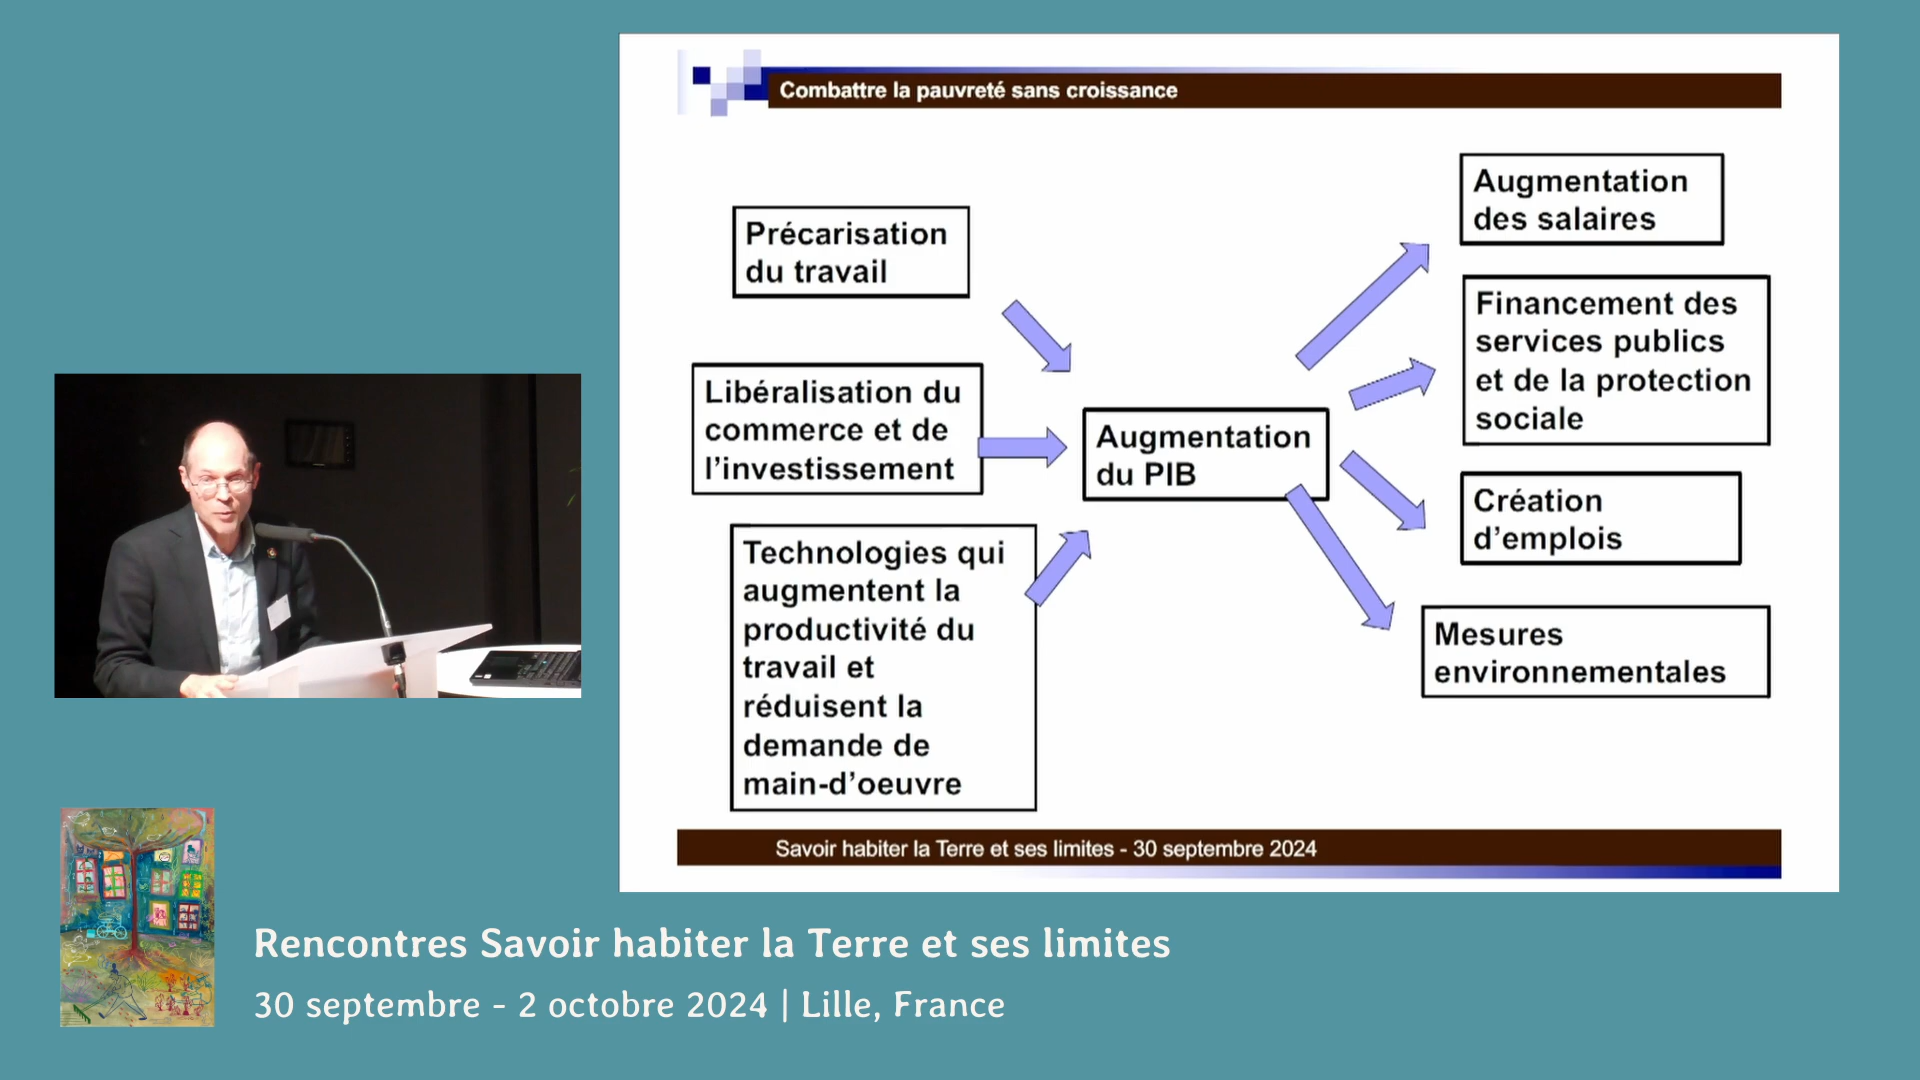 Combattre la pauvreté sans croissance
Précarisation
du travail
Libéralisation du
commerce et de
l'investissement
Technologies qui
augmentent la
productivité du
travail et
réduisent la
demande de
main-d'oeuvre
Augmentation
du PIB
Augmentation
des salaires
Financement des
services publics
et de la protection
sociale
Création
d'emplois
Mesures
environnementales
Savoir habiter la Terre et ses limites - 30 septembre 2024
Rencontres Savoir habiter la Terre et ses limites
30 septembre - 2 octobre 2024 | Lille, France